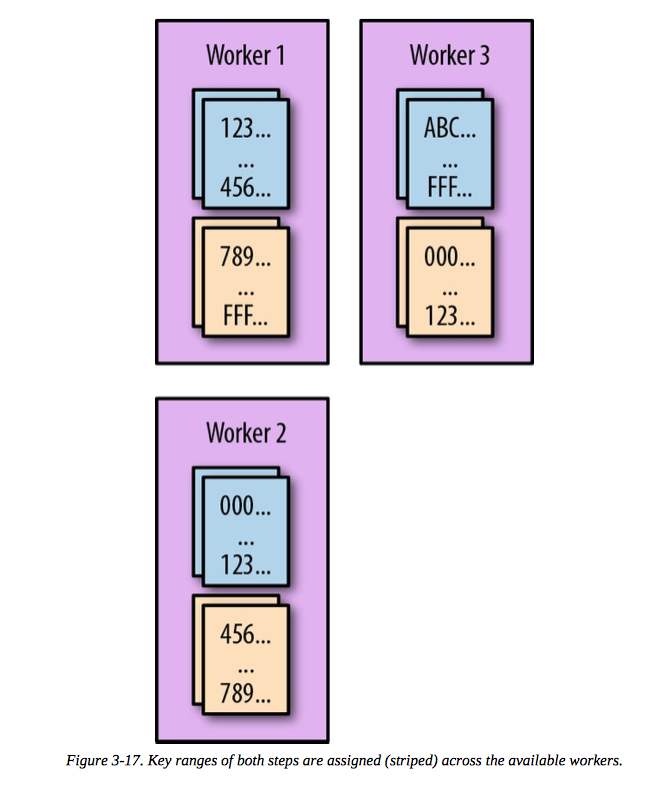 Worker 1
123...
...
456...
789...
...
FFF...
Worker 3
ABC...
...
FFF...
000...
...
123...
Worker 2
000...
...
123...
456...
...
789...
Figure 3-17. Key ranges of both steps are assigned (striped) across the available workers.